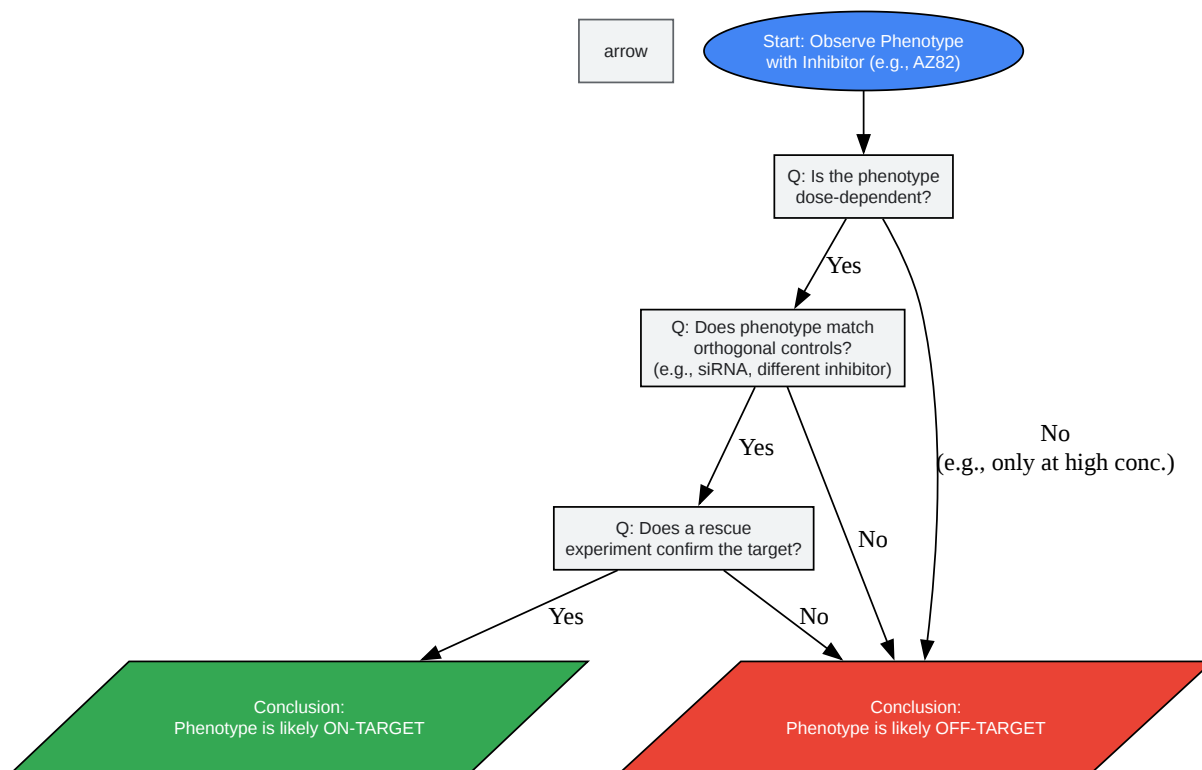 arrow
Start: Observe Phenotype
with Inhibitor (e.g., AZ82)
Q: Is the phenotype
dose-dependent?
Yes
Q: Does phenotype match
orthogonal controls?
(e.g., siRNA, different inhibitor)
No
(e.g., only at high conc.)
Yes
Q: Does a rescue
experiment confirm the target?
No
Yes
No
Conclusion:
Phenotype is likely ON-TARGET
Conclusion:
Phenotype is likely OFF-TARGET